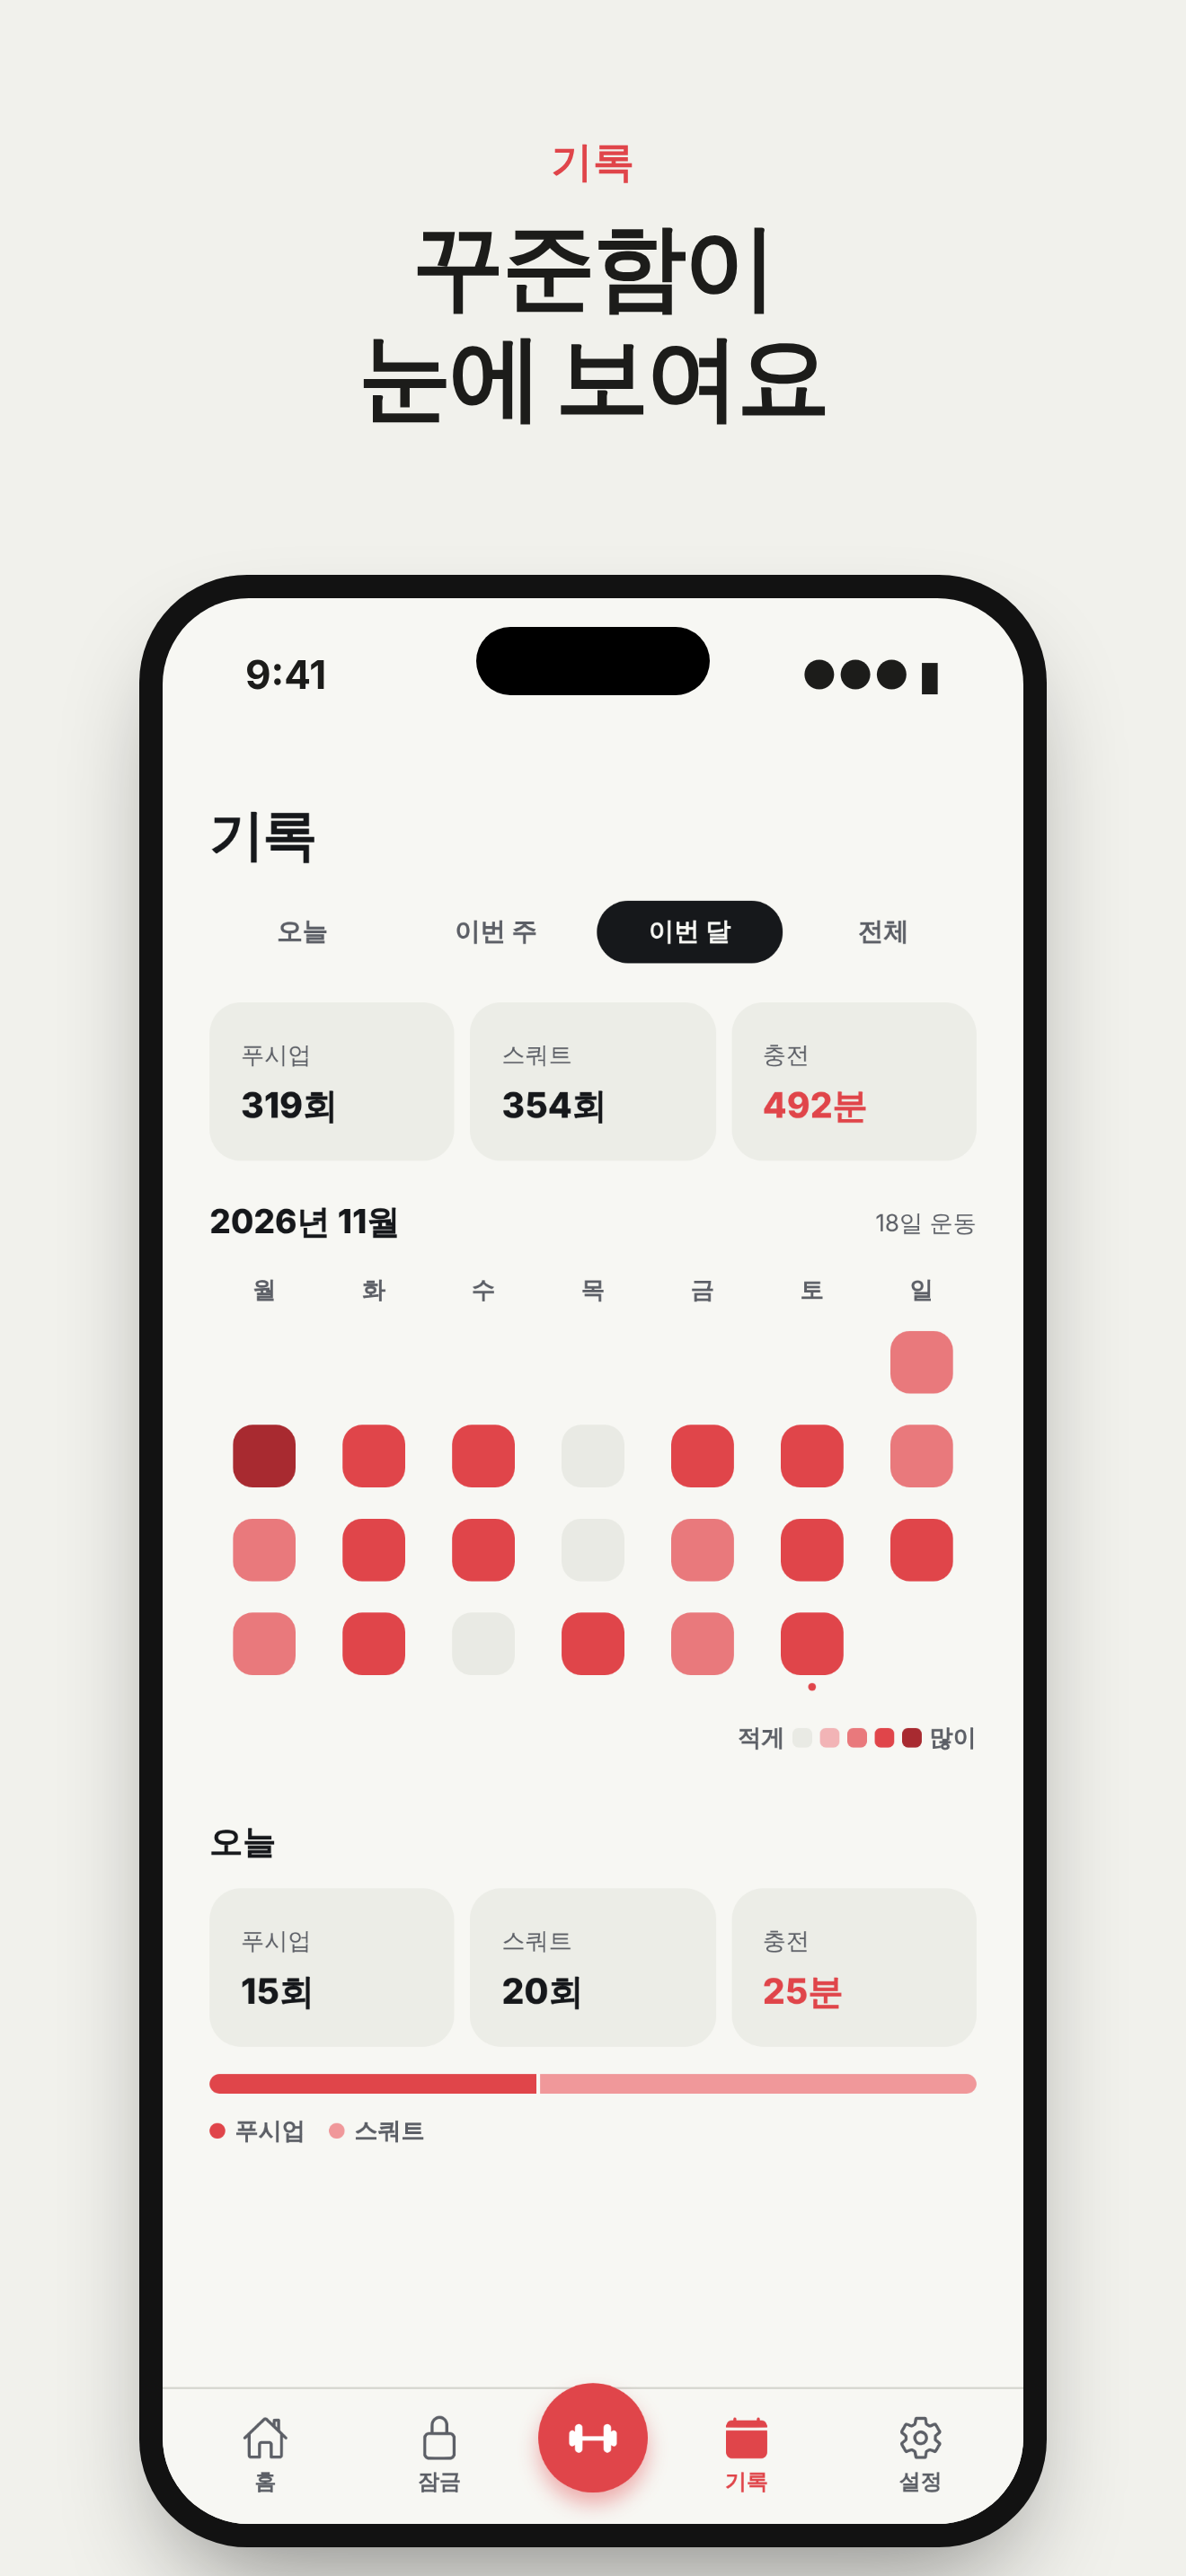 기록
꾸준함이
눈에 보여요
9:41
기록
오늘 이번 주 이번 달 전체
푸시업 스쿼트 충전
319회 354회 492분
2026년 11월 18일 운동
월 화 수 목 금 토 일
적게 많이
오늘
푸시업 스쿼트 충전
15회 20회 25분
푸시업 스쿼트
홈 잠금 기록 설정